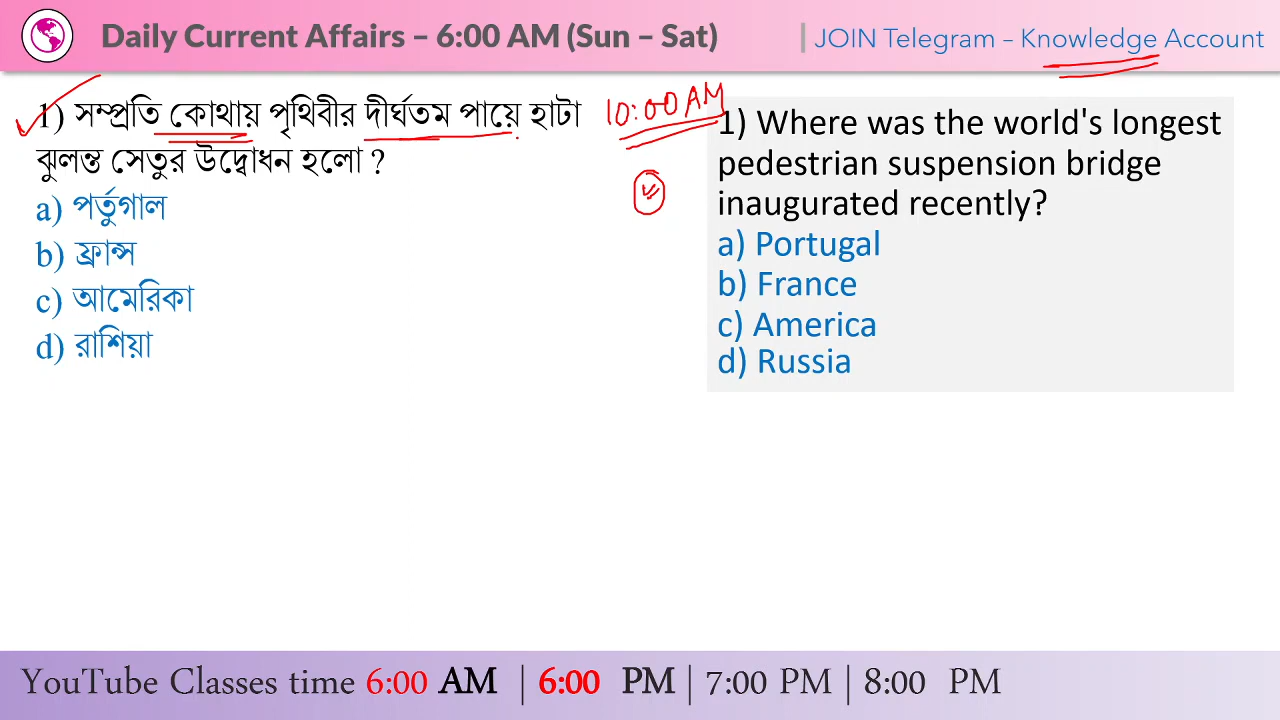 Daily Current Affairs – 6:00 AM (Sun – Sat)
JOIN Telegram – Knowledge Account
1) সম্প্রতি কোথায় পৃথিবীর দীর্ঘতম পায়ে হাটা
ঝুলন্ত সেতুর উদ্বোধন হলো ?
a) পর্তুগাল
b) ফ্রান্স
c) আমেরিকা
d) রাশিয়া
10:00 AM
1) Where was the world's longest
pedestrian suspension bridge
inaugurated recently?
a) Portugal
b) France
c) America
d) Russia
YouTube Classes time 6:00 AM | 6:00 PM | 7:00 PM | 8:00 PM